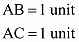 AB = 1 unit
AC = 1 unit